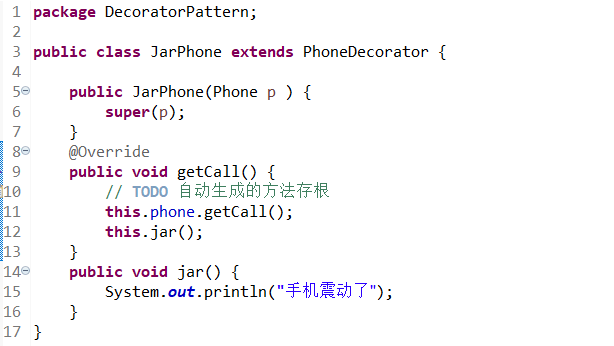 1 package DecoratorPattern;
2
3 public class JarPhone extends PhoneDecorator {
4
5     public JarPhone(Phone p ) {
6         super(p);
7     }
8     @Override
9     public void getCall() {
10         // TODO 自动生成的方法存根
11         this.phone.getCall();
12         this.jar();
13     }
14     public void jar() {
15         System.out.println("手机震动了");
16     }
17 }